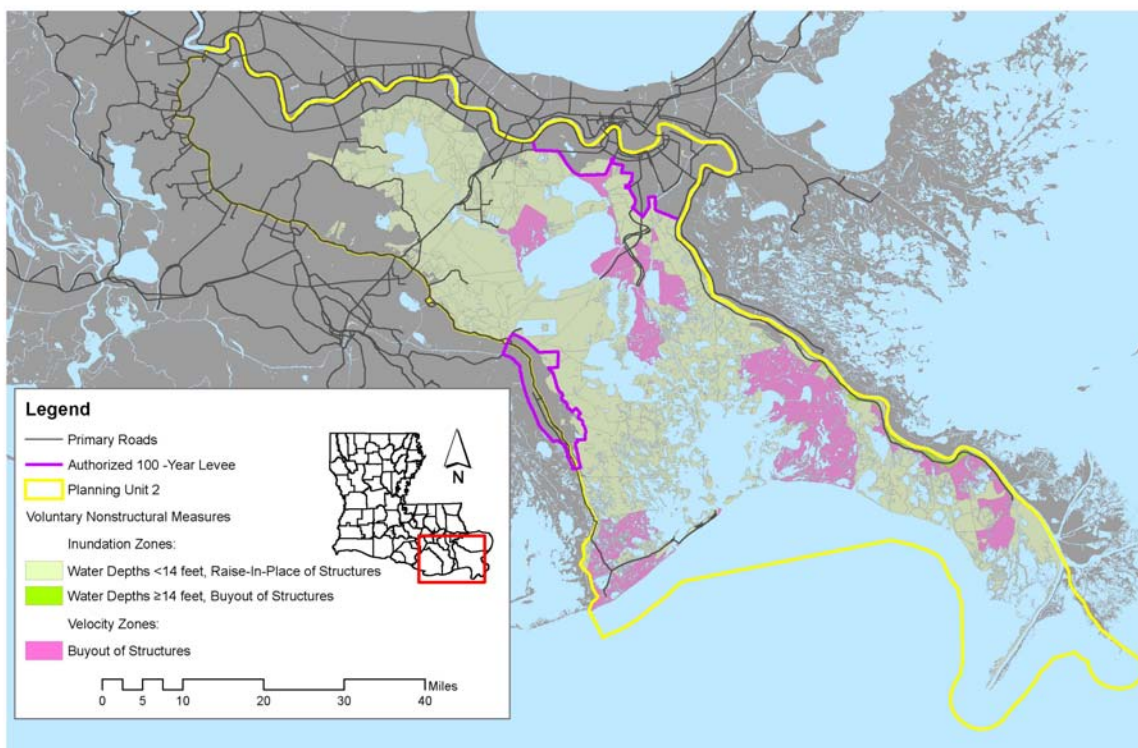 Legend
Primary Roads
Authorized 100 -Year Levee
Planning Unit 2
Voluntary Nonstructural Measures
Inundation Zones:
Water Depths <14 feet, Raise-In-Place of Structures
Water Depths ≥14 feet, Buyout of Structures
Velocity Zones:
Buyout of Structures
N
Miles
0 5 10 20 30 40